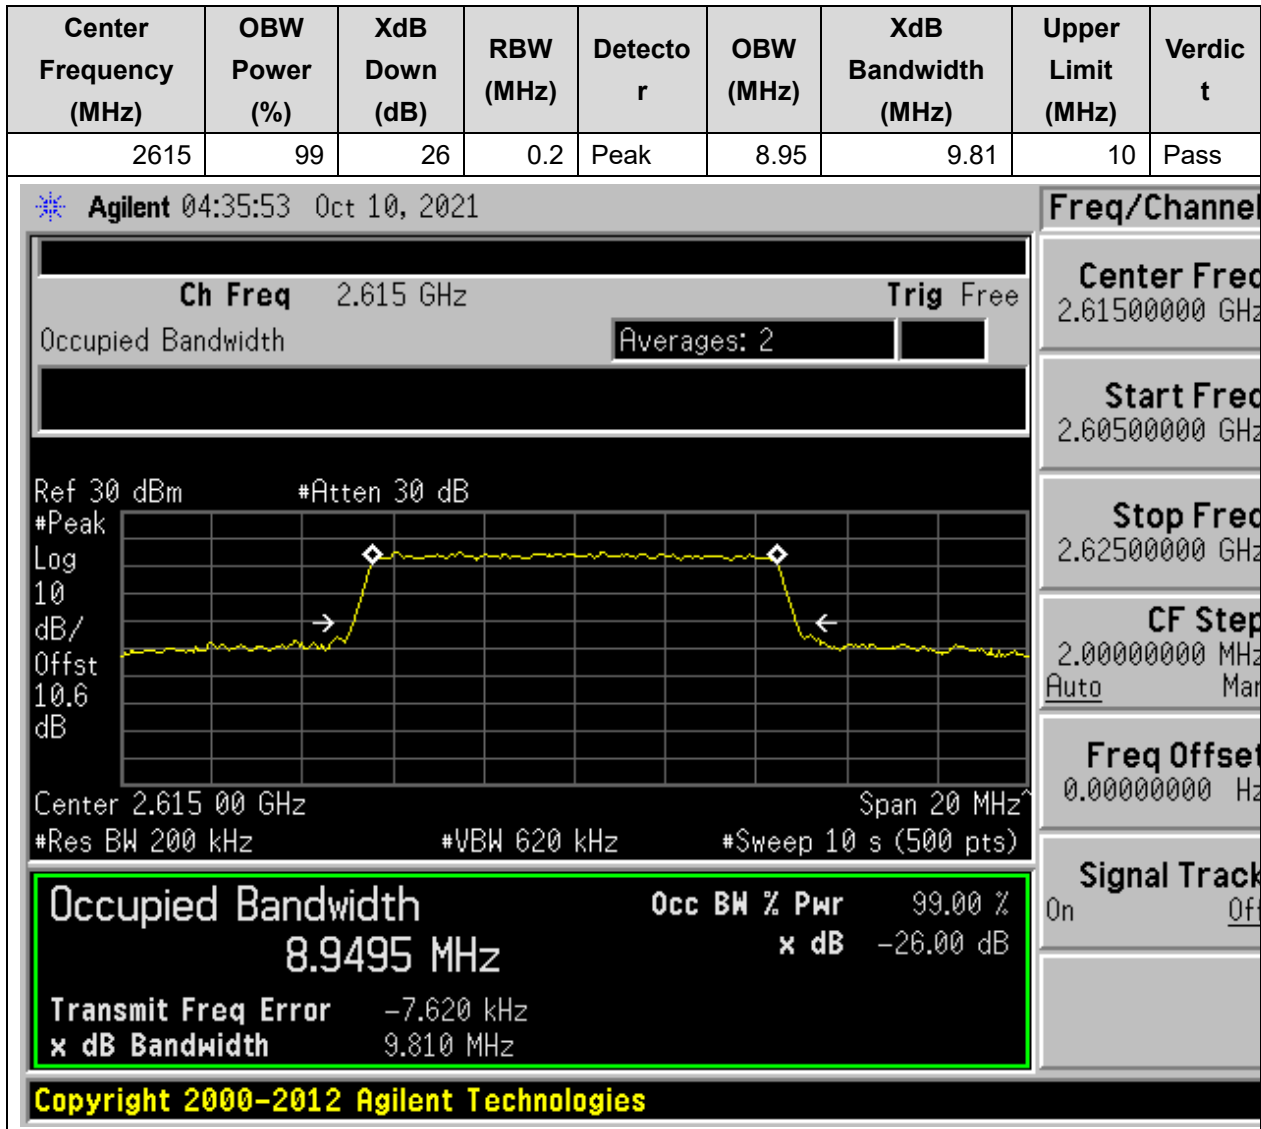 Center Frequency (MHz) OBW Power (%) XdB Down (dB) RBW (MHz) Detector OBW (MHz) XdB Bandwidth (MHz) Upper Limit (MHz) Verdict
2615 99 26 0.2 Peak 8.95 9.81 10 Pass
Agilent 04:35:53 Oct 10, 2021
Freq/Channel
Ch Freq 2.615 GHz Trig Free
Occupied Bandwidth Averages: 2
Center Freq
2.61500000 GHz
Start Freq
2.60500000 GHz
Stop Freq
2.62500000 GHz
CF Step
2.00000000 MHz
Auto Man
Freq Offset
0.00000000 Hz
Signal Track
On Off
Ref 30 dBm #Atten 30 dB
#Peak
Log
10
dB/
Offst
10.6
dB
Center 2.615 00 GHz Span 20 MHz^
#Res BW 200 kHz #VBW 620 kHz #Sweep 10 s (500 pts)
Occupied Bandwidth Occ BW % Pwr 99.00 %
8.9495 MHz x dB -26.00 dB
Transmit Freq Error -7.620 kHz
x dB Bandwidth 9.810 MHz
Copyright 2000-2012 Agilent Technologies